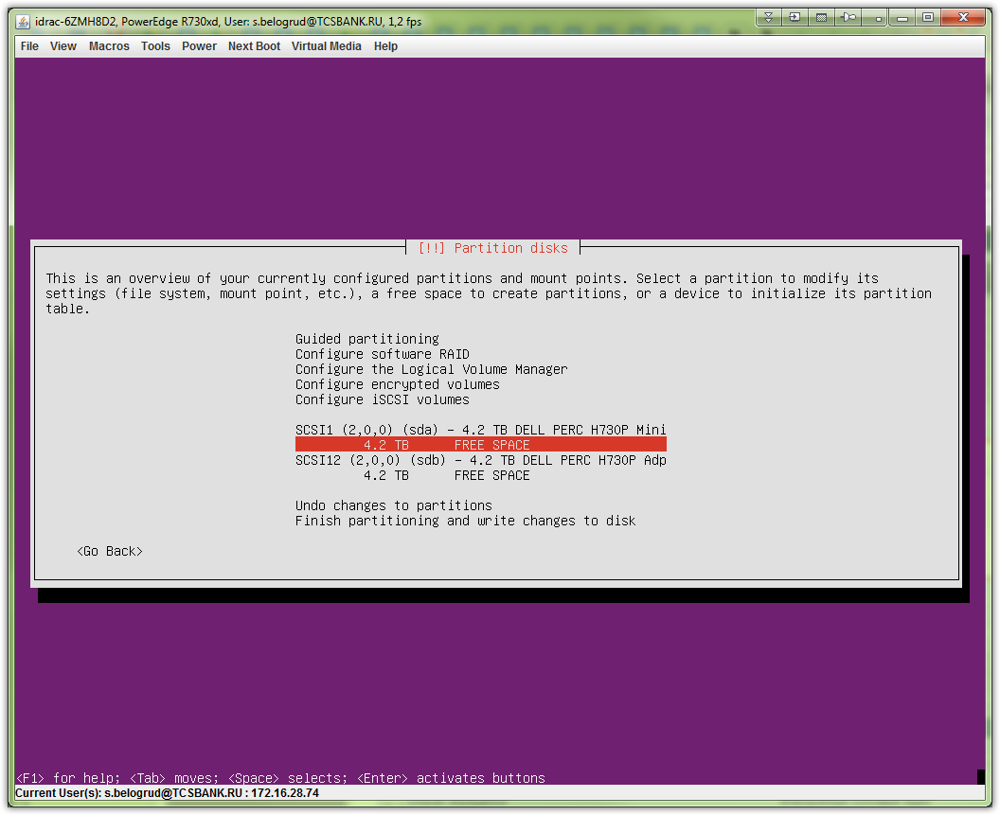 idrac-6ZMH8D2, PowerEdge R730xd, User: s.belogrud@TCSBANK.RU, 1,2 fps
File View Macros Tools Power Next Boot Virtual Media Help
[!!] Partition disks
This is an overview of your currently configured partitions and mount points. Select a partition to modify its
settings (file system, mount point, etc.), a free space to create partitions, or a device to initialize its partition
table.
Guided partitioning
Configure software RAID
Configure the Logical Volume Manager
Configure encrypted volumes
Configure iSCSI volumes
SCSI1 (2,0,0) (sda) - 4.2 TB DELL PERC H730P Mini
4.2 TB FREE SPACE
SCSI12 (2,0,0) (sdb) - 4.2 TB DELL PERC H730P Adp
4.2 TB FREE SPACE
Undo changes to partitions
Finish partitioning and write changes to disk
<Go Back>
<F1> for help; <Tab> moves; <Space> selects; <Enter> activates buttons
Current User(s): s.belogrud@TCSBANK.RU : 172.16.28.74